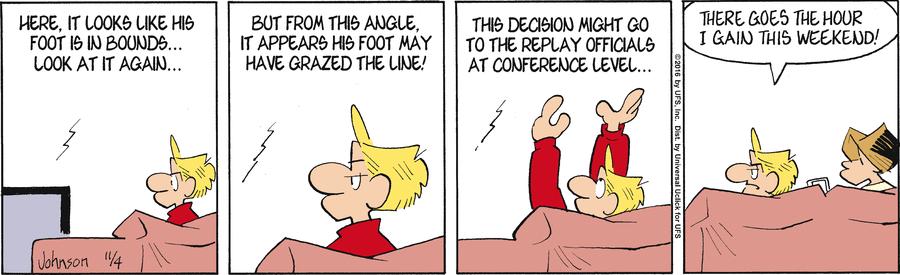 HERE, IT LOOKS LIKE HIS
FOOT IS IN BOUNDS...
LOOK AT IT AGAIN...
BUT FROM THIS ANGLE,
IT APPEARS HIS FOOT MAY
HAVE GRAZED THE LINE!
THIS DECISION MIGHT GO
TO THE REPLAY OFFICIALS
AT CONFERENCE LEVEL...
THERE GOES THE HOUR
I GAIN THIS WEEKEND!
Johnson 11/4
©2016 by UFS, Inc. Dist. by Universal Uclick for UFS